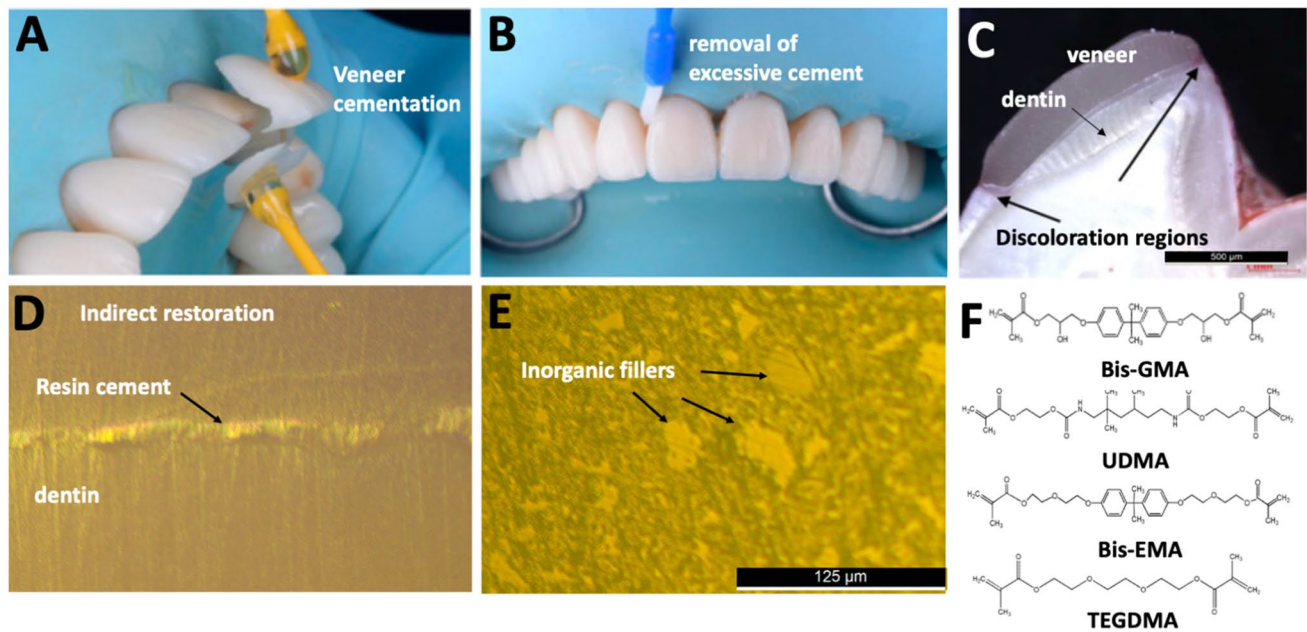 A
Veneer
cementation
B
removal of
excessive cement
C
veneer
dentin
Discoloration regions
500 µm
D
Indirect restoration
Resin cement
dentin
E
Inorganic fillers
125 µm
F
Bis-GMA
UDMA
Bis-EMA
TEGDMA